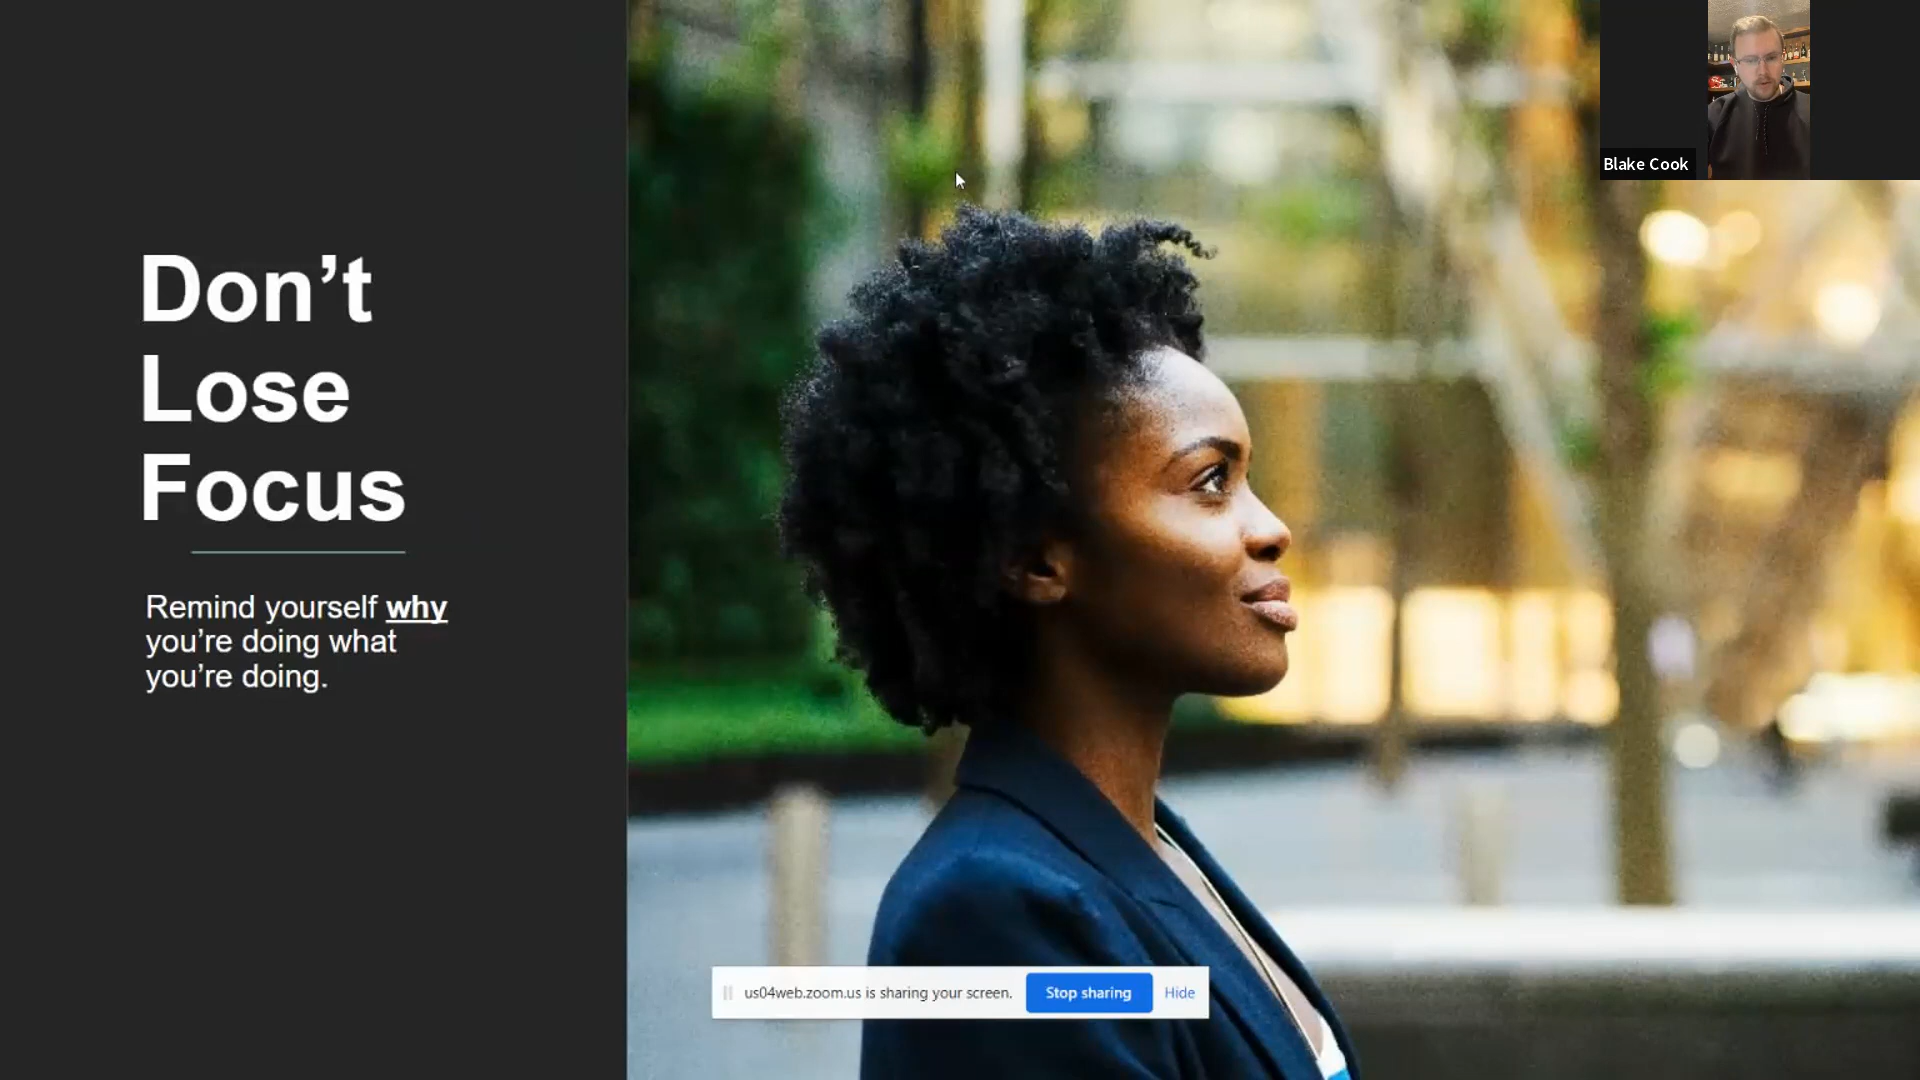 Don’t
Lose
Focus
Remind yourself why
you’re doing what
you’re doing.
Blake Cook
us04web.zoom.us is sharing your screen.
Stop sharing
Hide